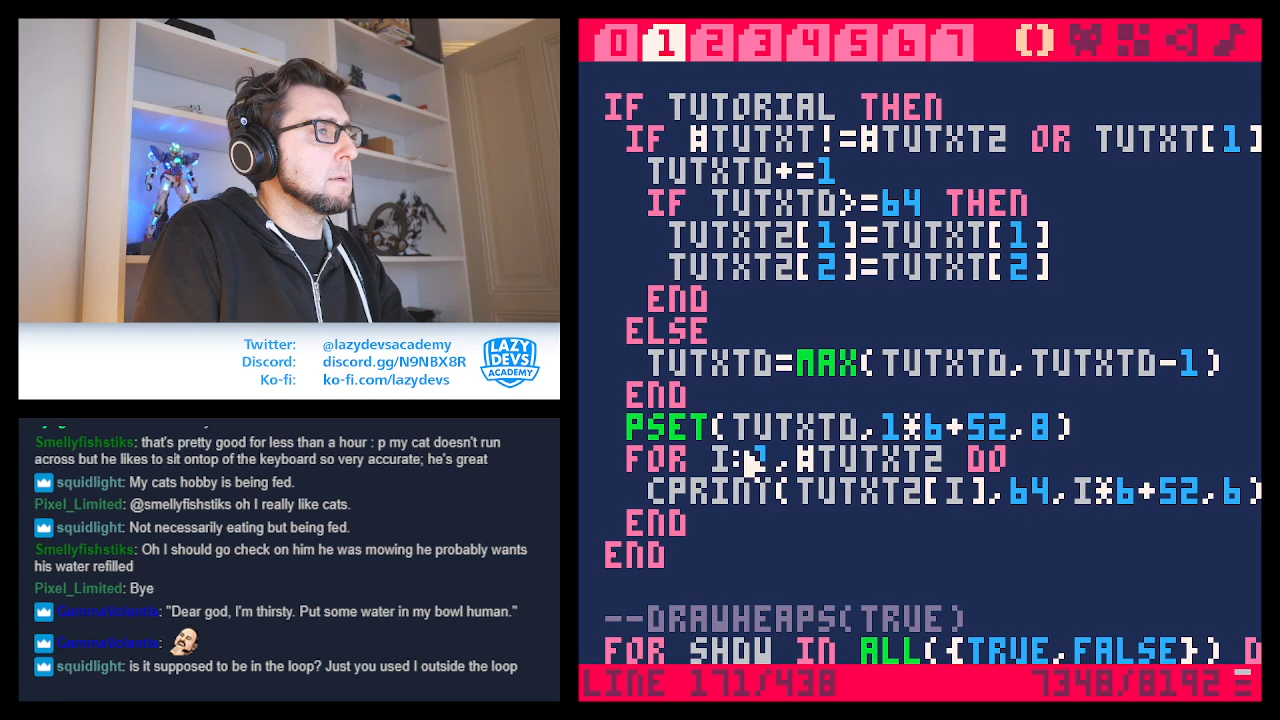 Twitter: @lazydevsacademy
Discord: discord.gg/N9NBX8R
Ko-fi: ko-fi.com/lazydevs
LAZY
DEVS
ACADEMY
Smellyfishstiks: that's pretty good for less than a hour : p my cat doesn't run
across but he likes to sit ontop of the keyboard so very accurate; he's great
squidlight: My cats hobby is being fed.
Pixel_Limited: @smellyfishstiks oh I really like cats.
squidlight: Not necessarily eating but being fed.
Smellyfishstiks: Oh I should go check on him he was mowing he probably wants
his water refilled
Pixel_Limited: Bye
GammaVolantis: "Dear god, I'm thirsty. Put some water in my bowl human."
GammaVolantis:
squidlight: is it supposed to be in the loop? Just you used I outside the loop
0 1 2 3 4 5 6 7 ()
IF TUTORIAL THEN
IF #TUTXT!=#TUTXT2 OR TUTXT[1]
TUTXTO+=1
IF TUTXTO>=64 THEN
TUTXT2[1]=TUTXT[1]
TUTXT2[2]=TUTXT[2]
END
ELSE
TUTXTO=MAX(TUTXTO,TUTXTO-1)
END
PSET(TUTXTO,1*6+52,8)
FOR I=1,#TUTXT2 DO
CPRINT(TUTXT2[I],64,I*6+52,6)
END
END
--DRAWHEAPS(TRUE)
FOR SHOW IN ALL({TRUE,FALSE}) D
LINE 171/438 7348/8192